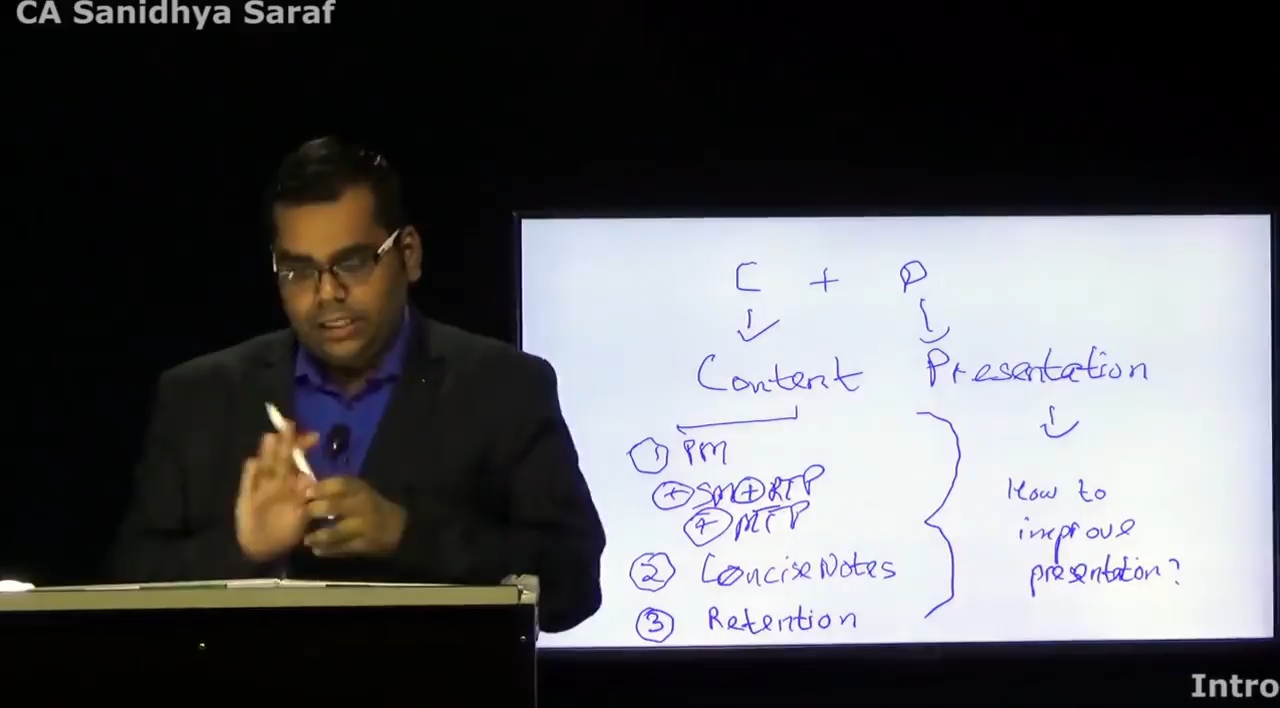 CA Sanidhya Saraf
C + P
Content Presentation
① PM
⊕ SM ⊕ RTP
⊕ MTP
② Concise Notes
③ Retention
How to
improve
presentation?
Intro